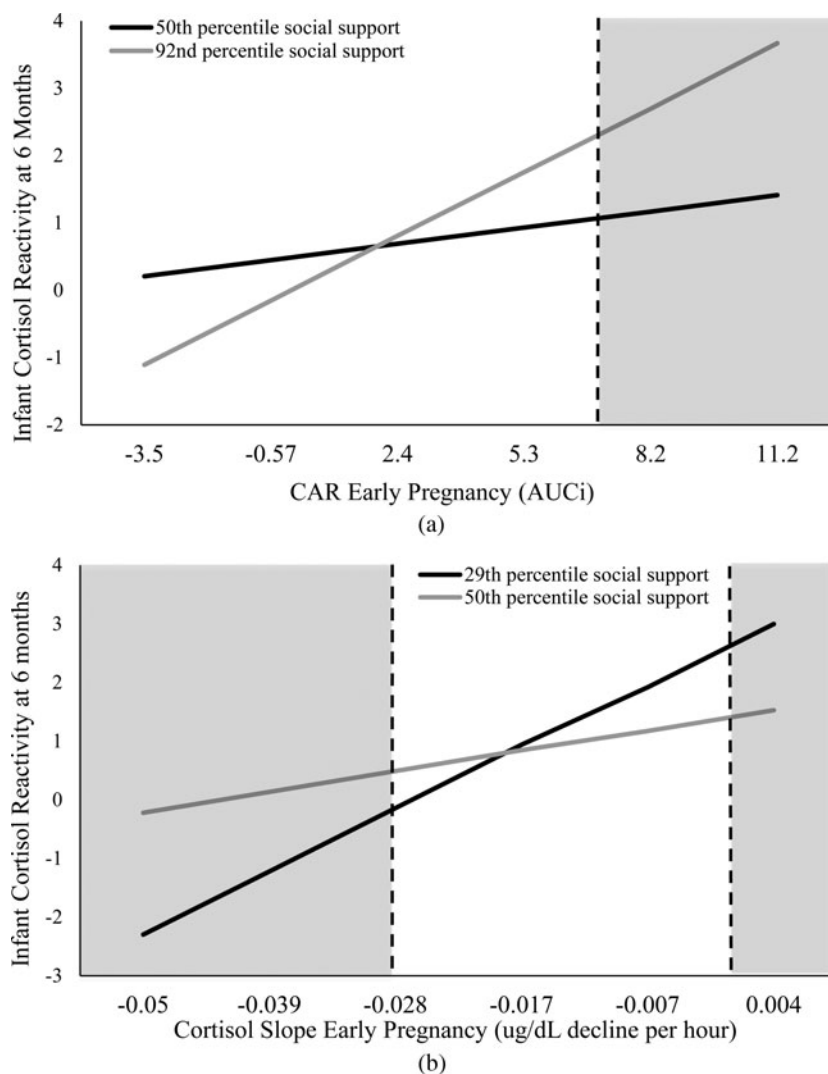 50th percentile social support
92nd percentile social support
Infant Cortisol Reactivity at 6 Months
4
3
2
1
0
-1
-2
-3.5 -0.57 2.4 5.3 8.2 11.2
CAR Early Pregnancy (AUCi)
(a)
29th percentile social support
50th percentile social support
Infant Cortisol Reactivity at 6 months
4
3
2
1
0
-1
-2
-3
-0.05 -0.039 -0.028 -0.017 -0.007 0.004
Cortisol Slope Early Pregnancy (ug/dL decline per hour)
(b)